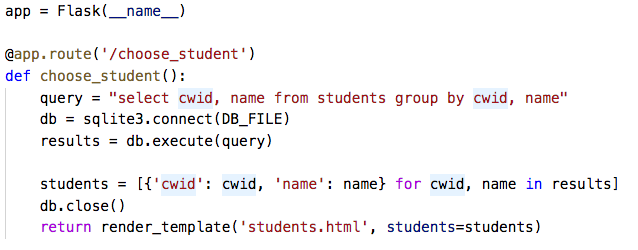 app = Flask(__name__)
@app.route('/choose_student')
def choose_student():
    query = "select cwid, name from students group by cwid, name"
    db = sqlite3.connect(DB_FILE)
    results = db.execute(query)
    students = [{'cwid': cwid, 'name': name} for cwid, name in results]
    db.close()
    return render_template('students.html', students=students)